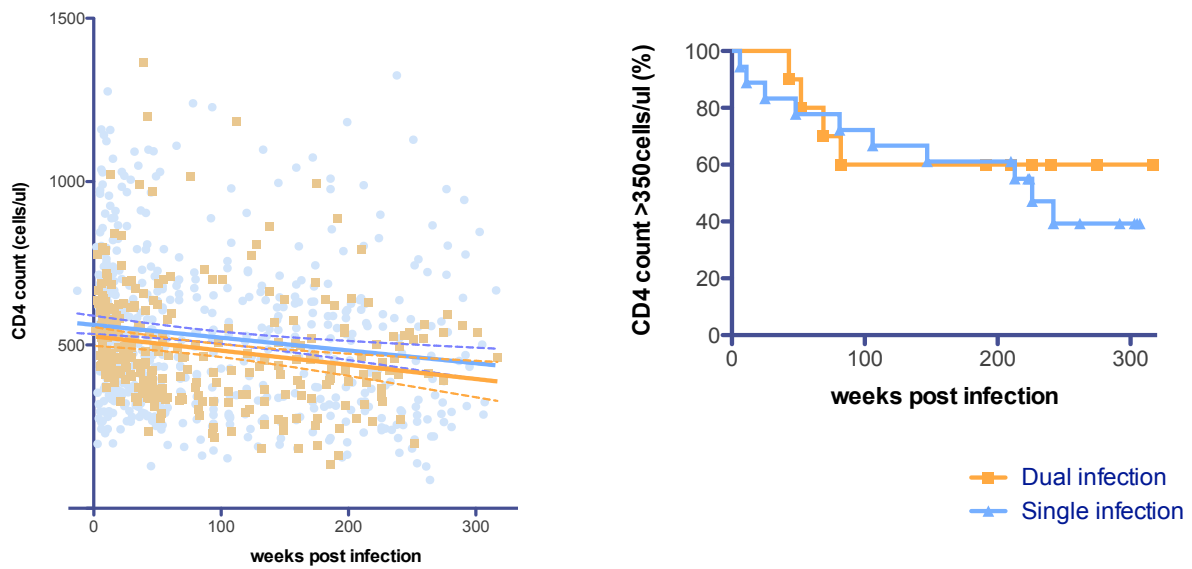 1500
1000
500
0
100
200
300
CD4 count (cells/ul)
weeks post infection
100
80
60
40
20
0
0
100
200
300
CD4 count >350cells/ul (%)
weeks post infection
Dual infection
Single infection